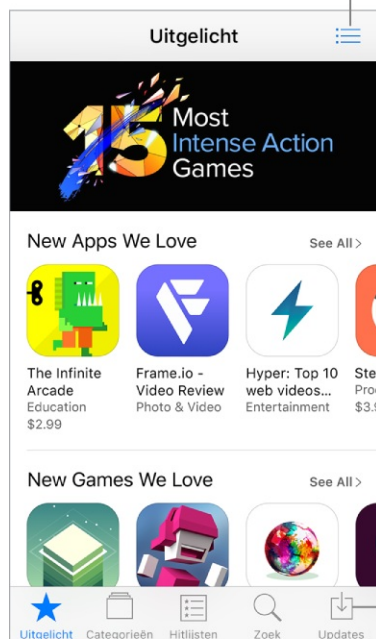 Uitgelicht
15 Most
Intense Action
Games
New Apps We Love See All >
The Infinite Frame.io - Hyper: Top 10 Ste
Arcade Video Review web videos... Pro
Education Photo & Video Entertainment $3.9
$2.99
New Games We Love See All >
Uitgelicht Categorieën Hitlijsten Zoek Updates